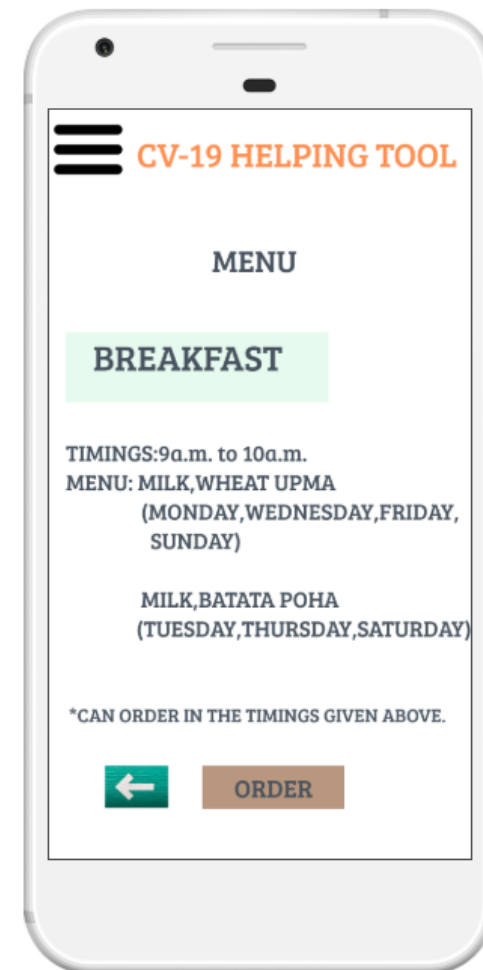 CV-19 HELPING TOOL
MENU
BREAKFAST
TIMINGS:9a.m. to 10a.m.
MENU: MILK,WHEAT UPMA
(MONDAY,WEDNESDAY,FRIDAY,
SUNDAY)
MILK,BATATA POHA
(TUESDAY,THURSDAY,SATURDAY)
*CAN ORDER IN THE TIMINGS GIVEN ABOVE.
ORDER